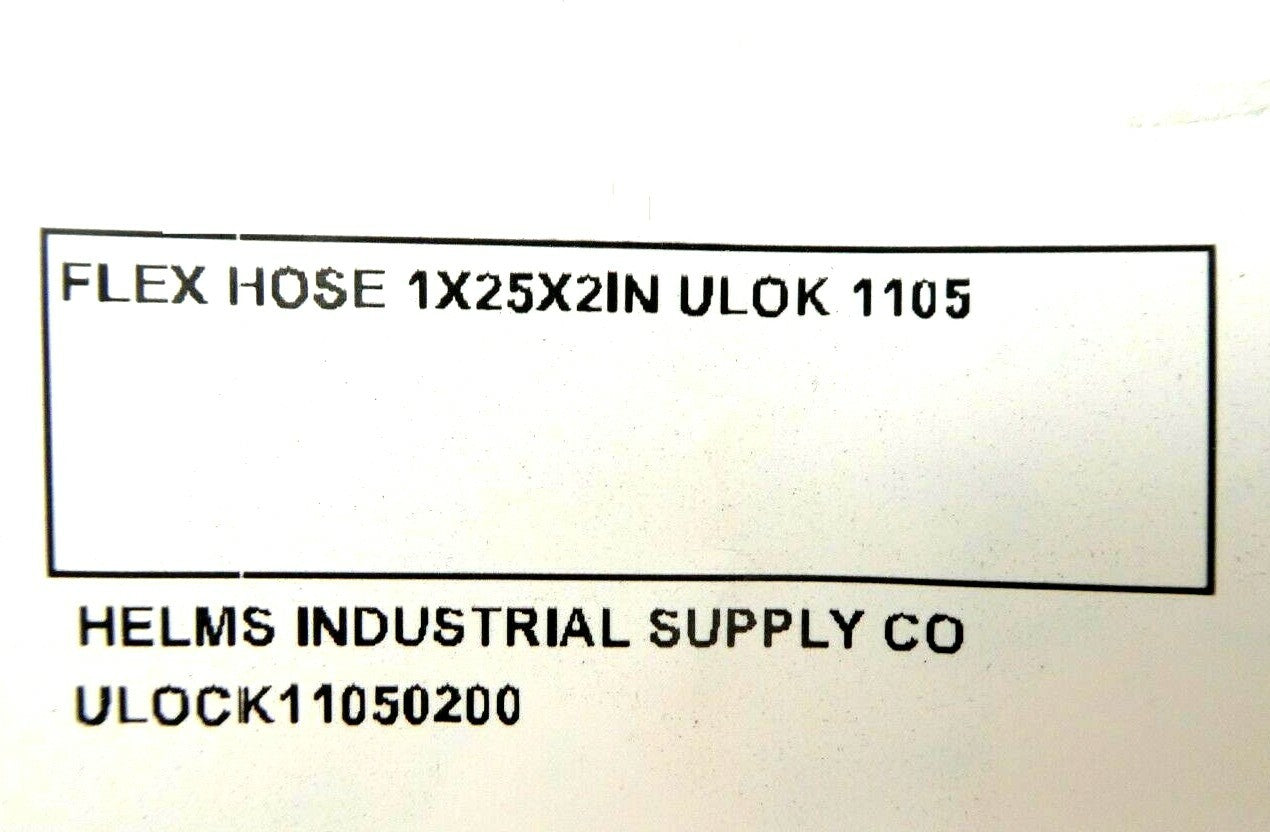 FLEX HOSE 1X25X2IN ULOK 1105
HELMS INDUSTRIAL SUPPLY CO
ULOCK11050200